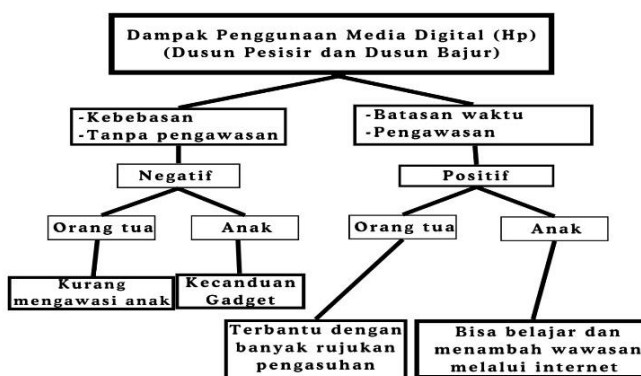 Dampak Penggunaan Media Digital (Hp)
(Dusun Pesisir dan Dusun Bajur)
-Kebebasan
-Tanpa pengawasan
-Batasan waktu
-Pengawasan
Negatif
Positif
Orang tua
Anak
Orang tua
Anak
Kurang
mengawasi anak
Kecanduan
Gadget
Terbantu dengan
banyak rujukan
pengasuhan
Bisa belajar dan
menambah wawasan
melalui internet